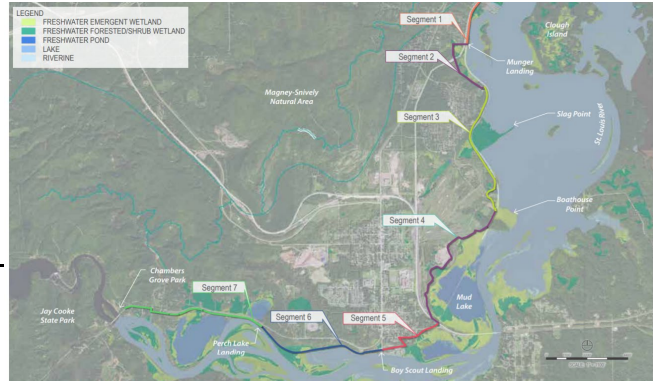 LEGEND
FRESHWATER EMERGENT WETLAND
FRESHWATER FORESTED/SHRUB WETLAND
FRESHWATER POND
LAKE
RIVERINE
Segment 1
Clough
Island
Segment 2
Munger
Landing
Magney-Snively
Natural Area
Segment 3
Slag Point
St. Louis River
Boathouse
Point
Segment 4
Chambers
Grove Park
Segment 7
Jay Cooke
State Park
Mud
Lake
Segment 6
Segment 5
Perch Lake
Landing
Boy Scout Landing